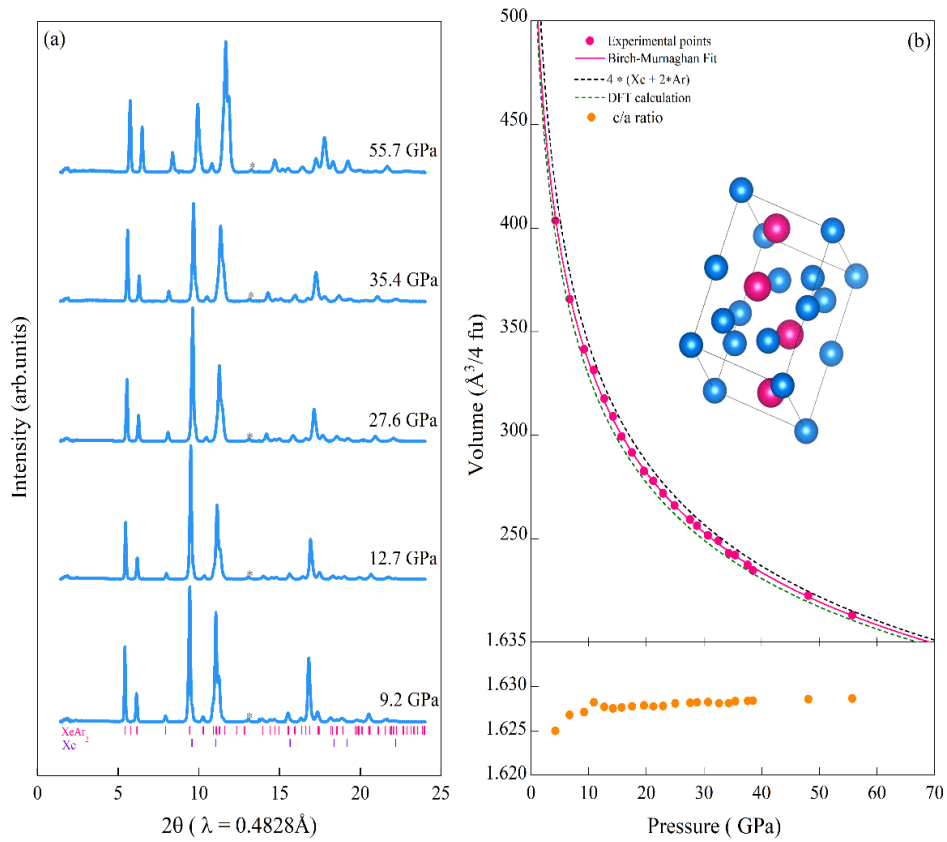 (a)
Intensity (arb.units)
55.7 GPa
*
35.4 GPa
*
27.6 GPa
*
12.7 GPa
*
9.2 GPa
*
XeAr2
Xc
0 5 10 15 20 25
2θ ( λ = 0.4828Å)
(b)
Experimental points
Birch-Murnaghan Fit
4 * (Xc + 2*Ar)
DFT calculation
c/a ratio
Volume (Å³/4 fu)
500
450
400
350
300
250
1.635
1.630
1.625
1.620
0 10 20 30 40 50 60 70
Pressure ( GPa)